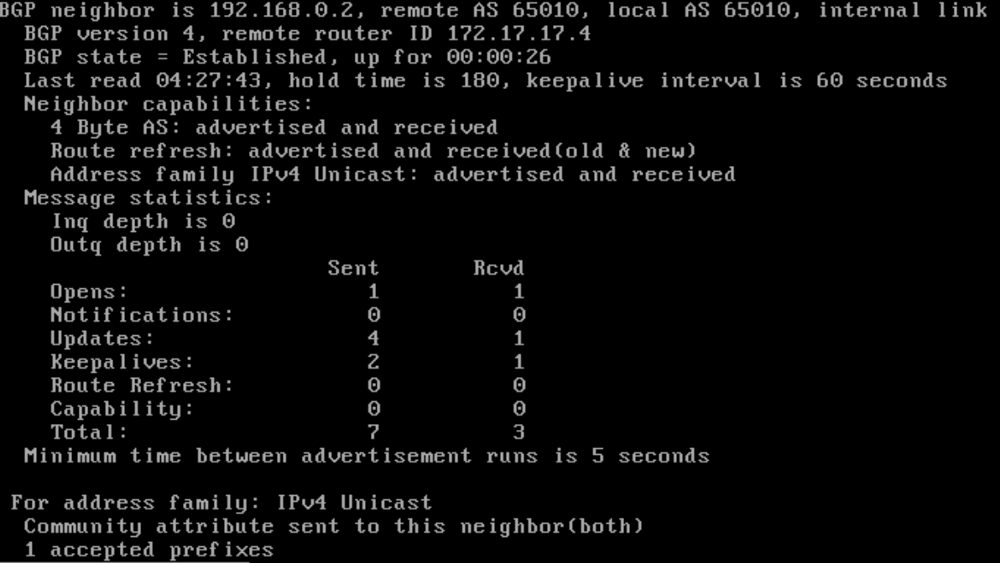 BGP neighbor is 192.168.0.2, remote AS 65010, local AS 65010, internal link
BGP version 4, remote router ID 172.17.17.4
BGP state = Established, up for 00:00:26
Last read 04:27:43, hold time is 180, keepalive interval is 60 seconds
Neighbor capabilities:
4 Byte AS: advertised and received
Route refresh: advertised and received(old & new)
Address family IPv4 Unicast: advertised and received
Message statistics:
Inq depth is 0
Outq depth is 0
Sent Rcvd
Opens: 1 1
Notifications: 0 0
Updates: 4 1
Keepalives: 2 1
Route Refresh: 0 0
Capability: 0 0
Total: 7 3
Minimum time between advertisement runs is 5 seconds
For address family: IPv4 Unicast
Community attribute sent to this neighbor(both)
1 accepted prefixes